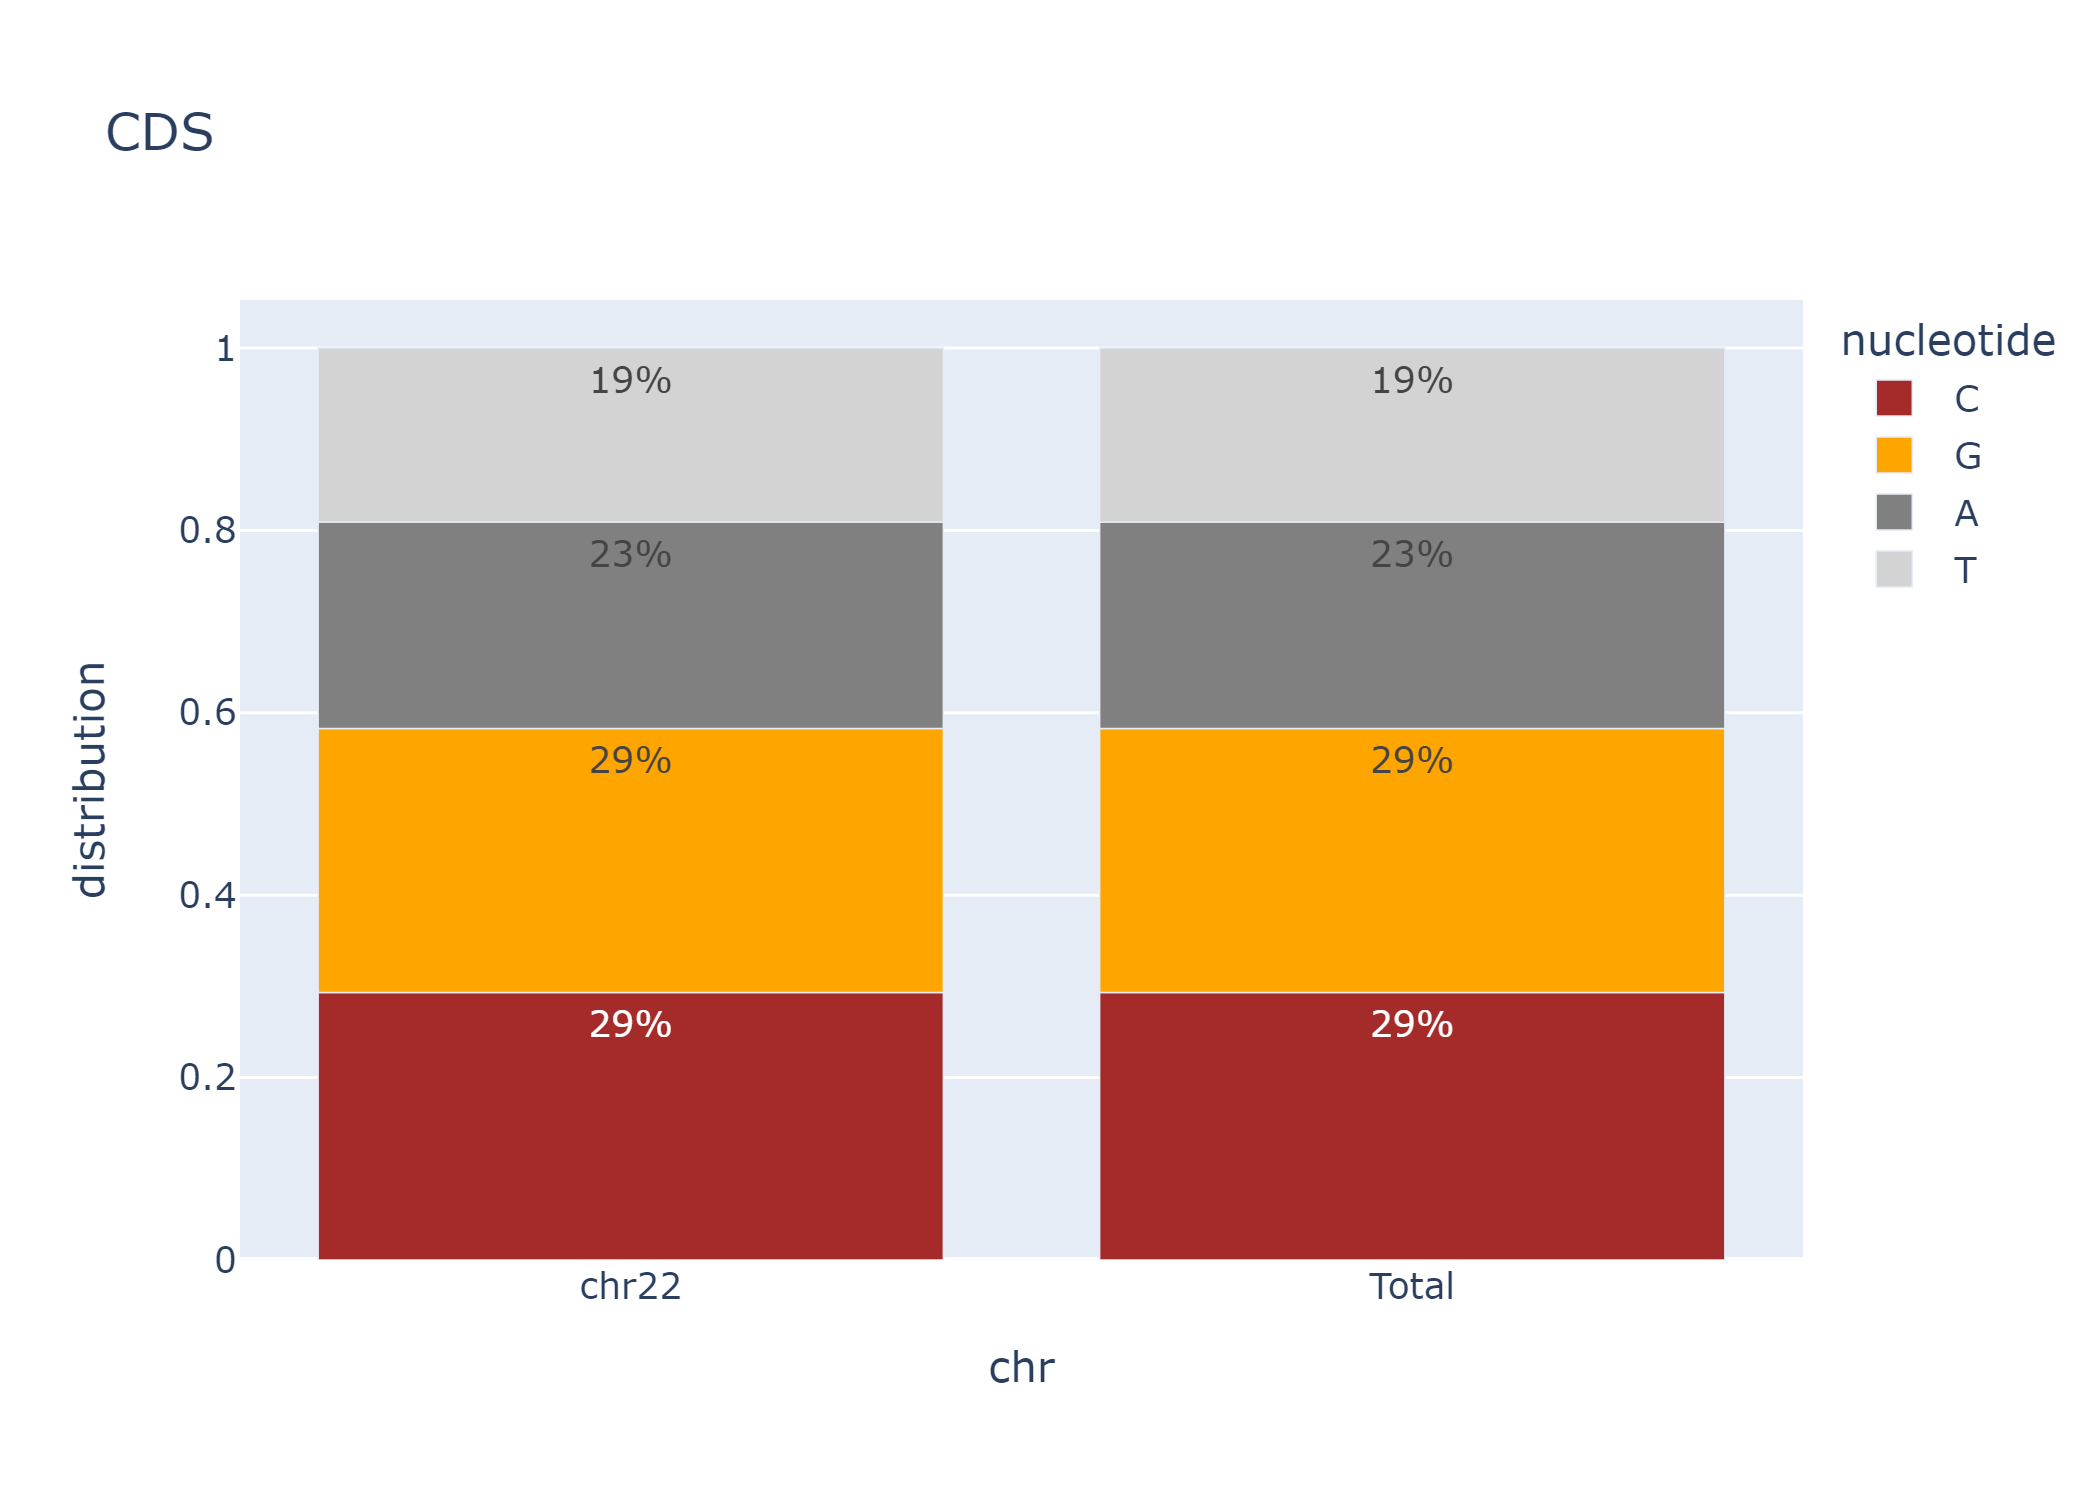 CDS
distribution
1
0.8
0.6
0.4
0.2
0
19%
23%
29%
29%
19%
23%
29%
29%
chr22
Total
chr
nucleotide
C
G
A
T